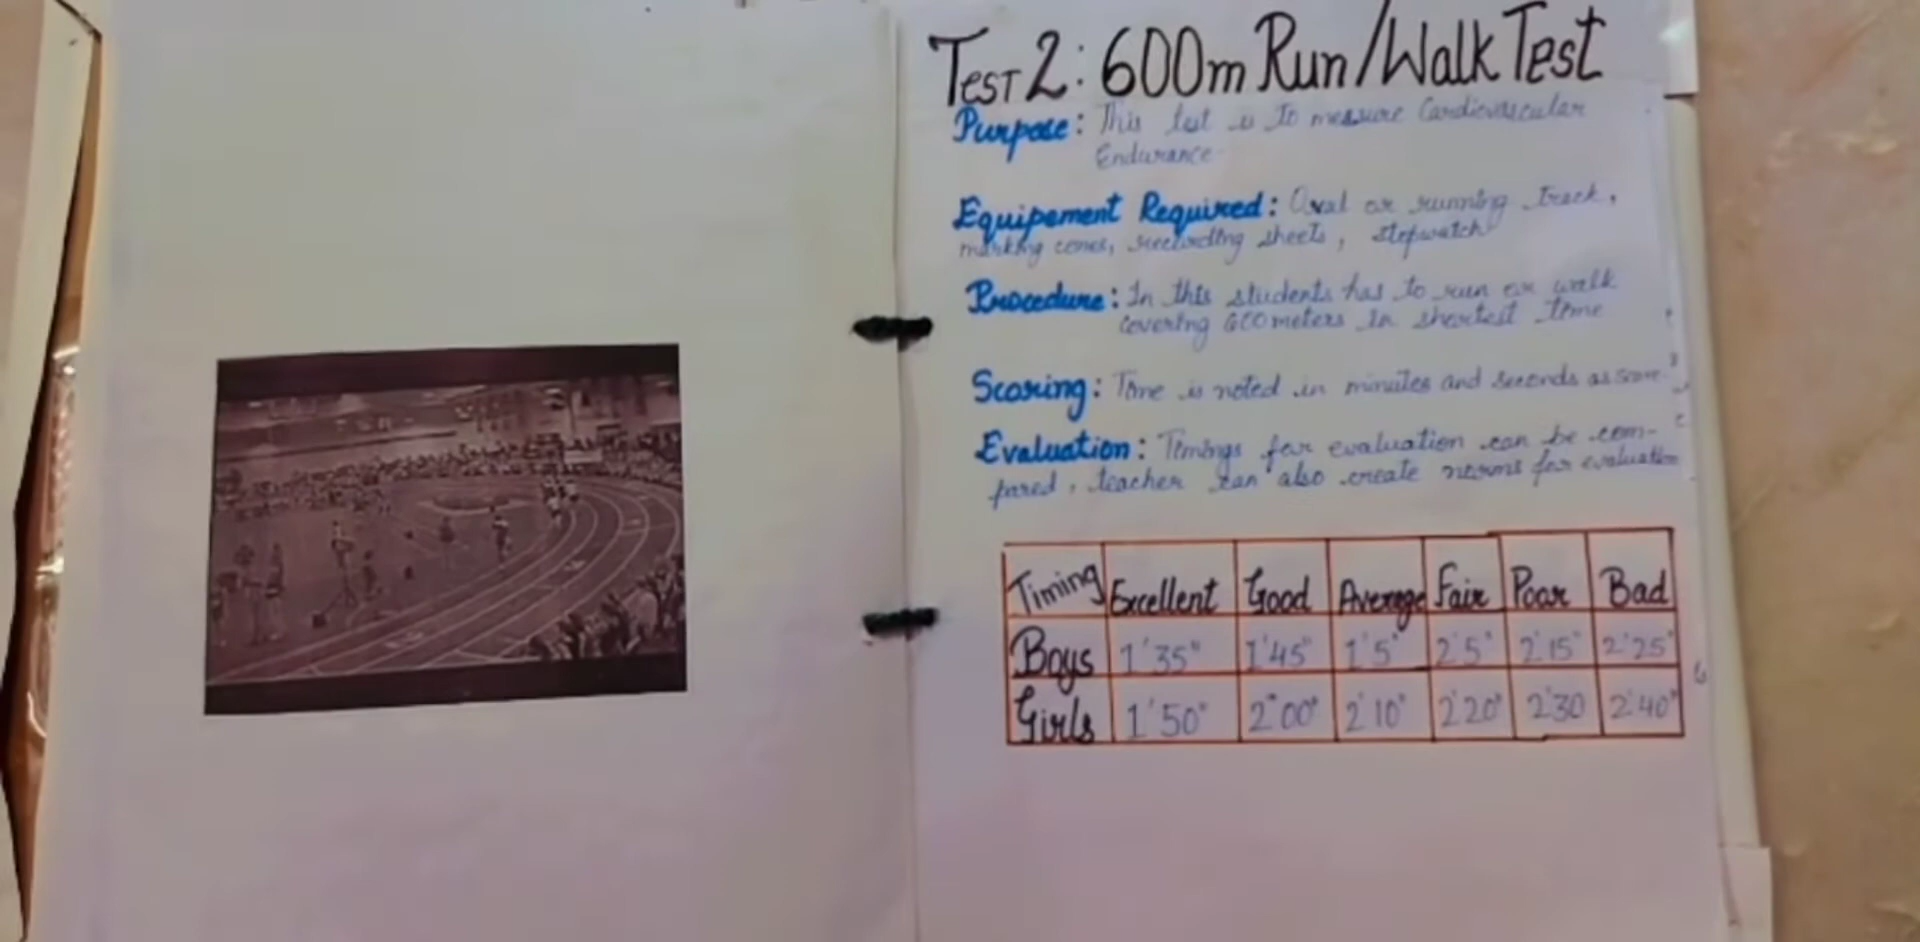 Test 2: 600m Run/Walk Test
Purpose: This test is to measure Cardiovascular
Endurance
Equipement Required: Oval or running track,
marking cones, recording sheets, stopwatch
Procedure: In this students has to run or walk
covering 600 meters in shortest time
Scoring: Time is noted in minutes and seconds as score
Evaluation: Timings for evaluation can be com-
pared, teacher can also create norms for evaluation
Timing Excellent Good Average Fair Poor Bad
Boys 1'35" 1'45" 1'5" 2'5" 2'15" 2'25"
Girls 1'50" 2'00" 2'10" 2'20" 2'30 2'40"